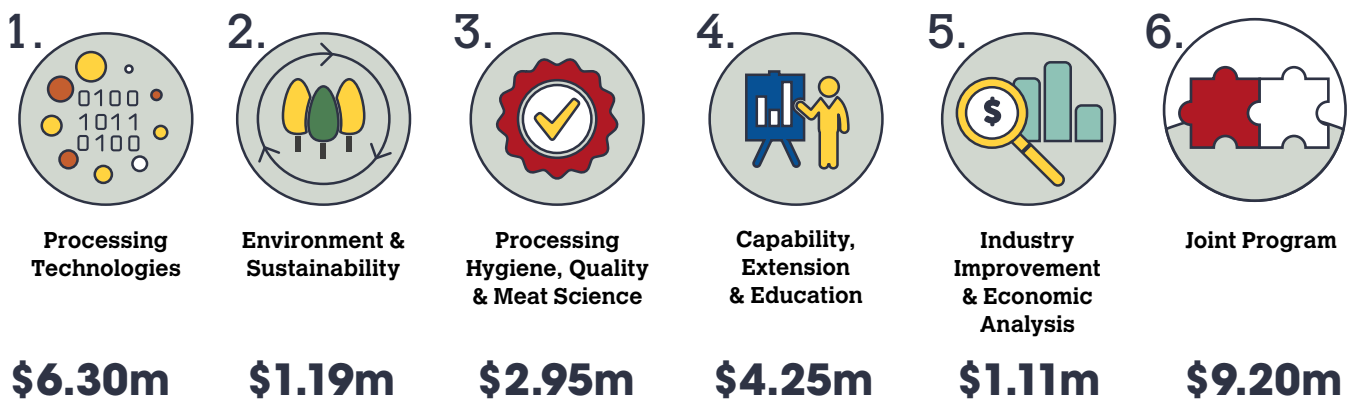 1.
0100
1011
0100
Processing
Technologies
$6.30m
2.
Environment &
Sustainability
$1.19m
3.
Processing
Hygiene, Quality
& Meat Science
$2.95m
4.
Capability,
Extension
& Education
$4.25m
5.
$
Industry
Improvement
& Economic
Analysis
$1.11m
6.
Joint Program
$9.20m